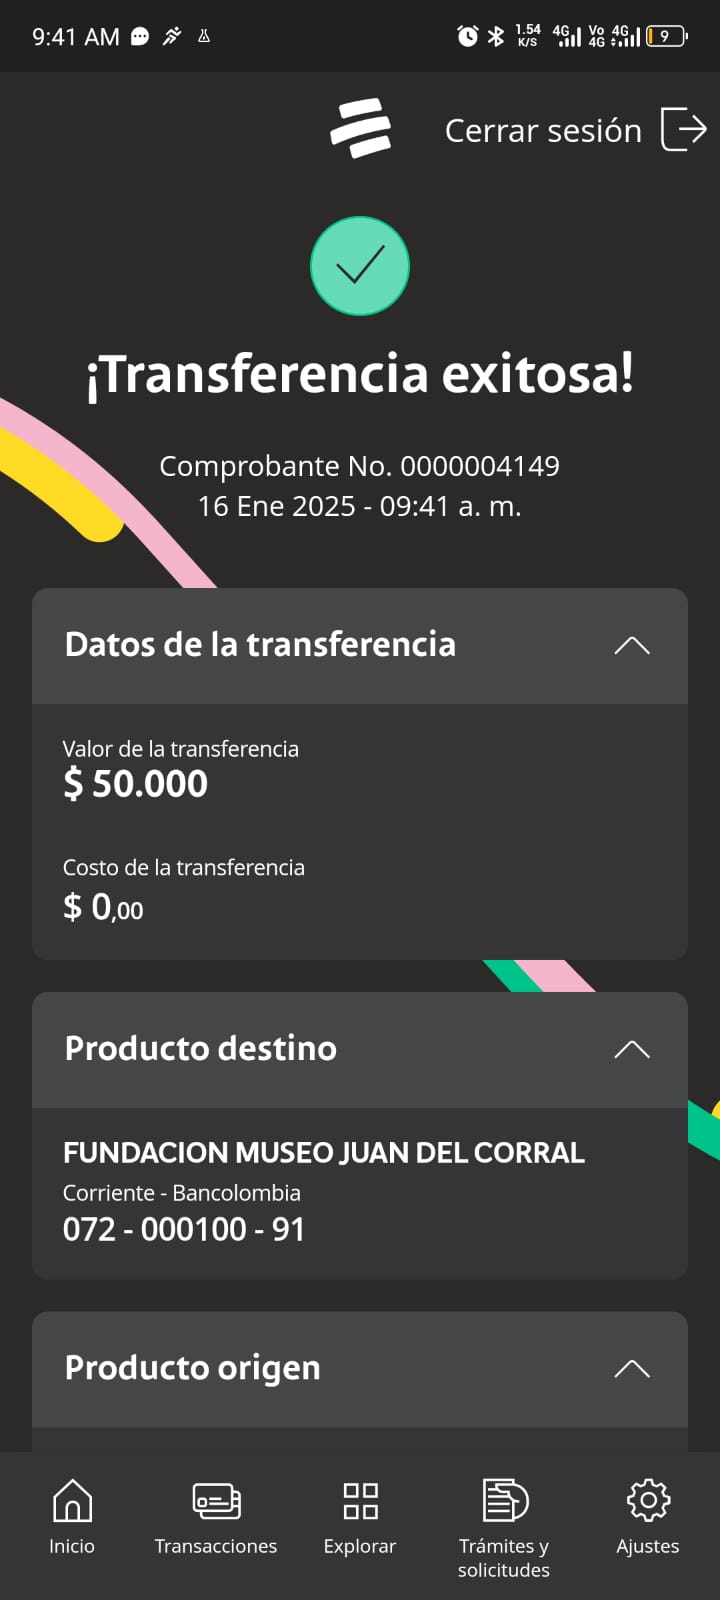 9:41 AM
1.54 K/S 4G Vo 4G 4G 9
Cerrar sesión
¡Transferencia exitosa!
Comprobante No. 0000004149
16 Ene 2025 - 09:41 a. m.
Datos de la transferencia
Valor de la transferencia
$ 50.000
Costo de la transferencia
$ 0,00
Producto destino
FUNDACION MUSEO JUAN DEL CORRAL
Corriente - Bancolombia
072 - 000100 - 91
Producto origen
Inicio
Transacciones
Explorar
Trámites y
solicitudes
Ajustes